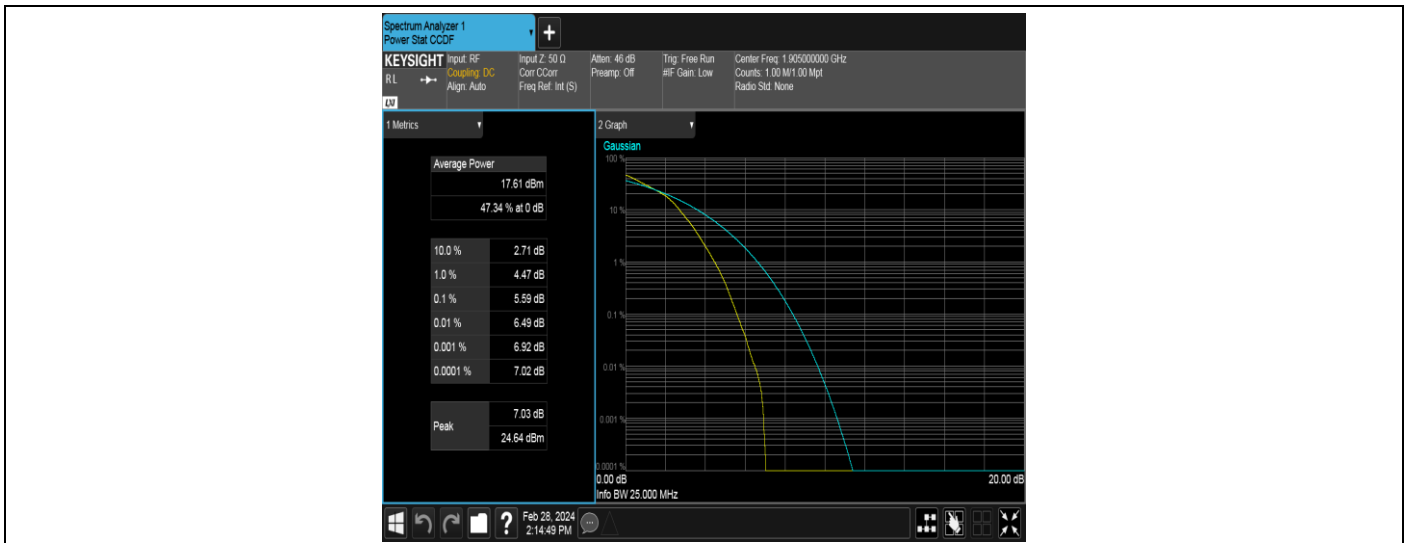 Spectrum Analyzer 1
Power Stat CCDF
+
KEYSIGHT
RL
LXI
Input: RF
Coupling: DC
Align: Auto
Input Z: 50 Ω
Corr CCorr
Freq Ref: Int (S)
Atten: 46 dB
Preamp: Off
Trig: Free Run
#IF Gain: Low
Center Freq: 1.905000000 GHz
Counts: 1.00 M/1.00 Mpt
Radio Std: None
1 Metrics
Average Power
17.61 dBm
47.34 % at 0 dB
10.0 % 2.71 dB
1.0 % 4.47 dB
0.1 % 5.59 dB
0.01 % 6.49 dB
0.001 % 6.92 dB
0.0001 % 7.02 dB
Peak
7.03 dB
24.64 dBm
2 Graph
Gaussian
100 %
10 %
1 %
0.1 %
0.01 %
0.001 %
0.0001 %
0.00 dB 20.00 dB
Info BW 25.000 MHz
?
Feb 28, 2024
2:14:49 PM